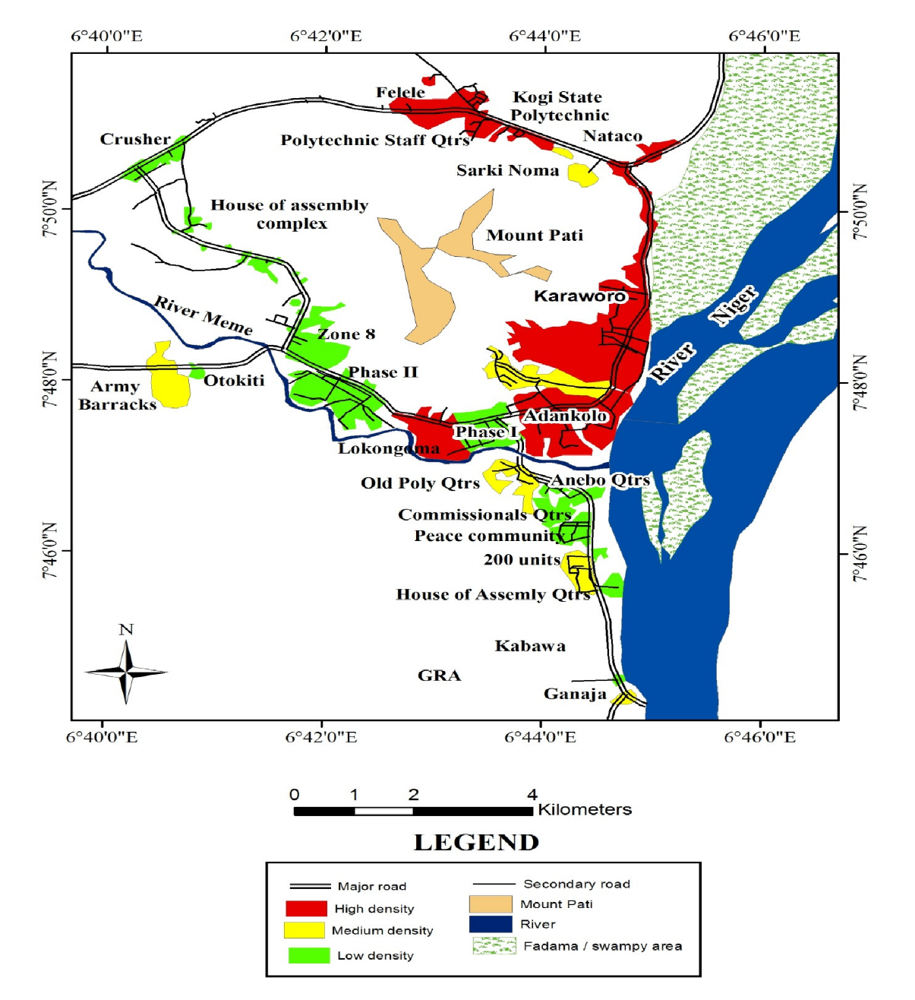 6°40'0"E 6°42'0"E 6°44'0"E 6°46'0"E
Felele
Kogi State
Polytechnic
Crusher
Polytechnic Staff Qtrs
Nataco
Sarki Noma
7°50'0"N
7°50'0"N
House of assembly
complex
Mount Pati
Karaworo
River Meme
River Niger
Zone 8
Phase II
7°48'0"N
7°48'0"N
Otokiti
Army
Barracks
Adankolo
Phase I
Lokongoma
Old Poly Qtrs
Anebo Qtrs
Commissionals Qtrs
Peace community
7°46'0"N
7°46'0"N
200 units
House of Assemly Qtrs
N
Kabawa
GRA
Ganaja
6°40'0"E 6°42'0"E 6°44'0"E 6°46'0"E
0 1 2 4
Kilometers
LEGEND
Major road
Secondary road
High density
Mount Pati
Medium density
River
Low density
Fadama / swampy area